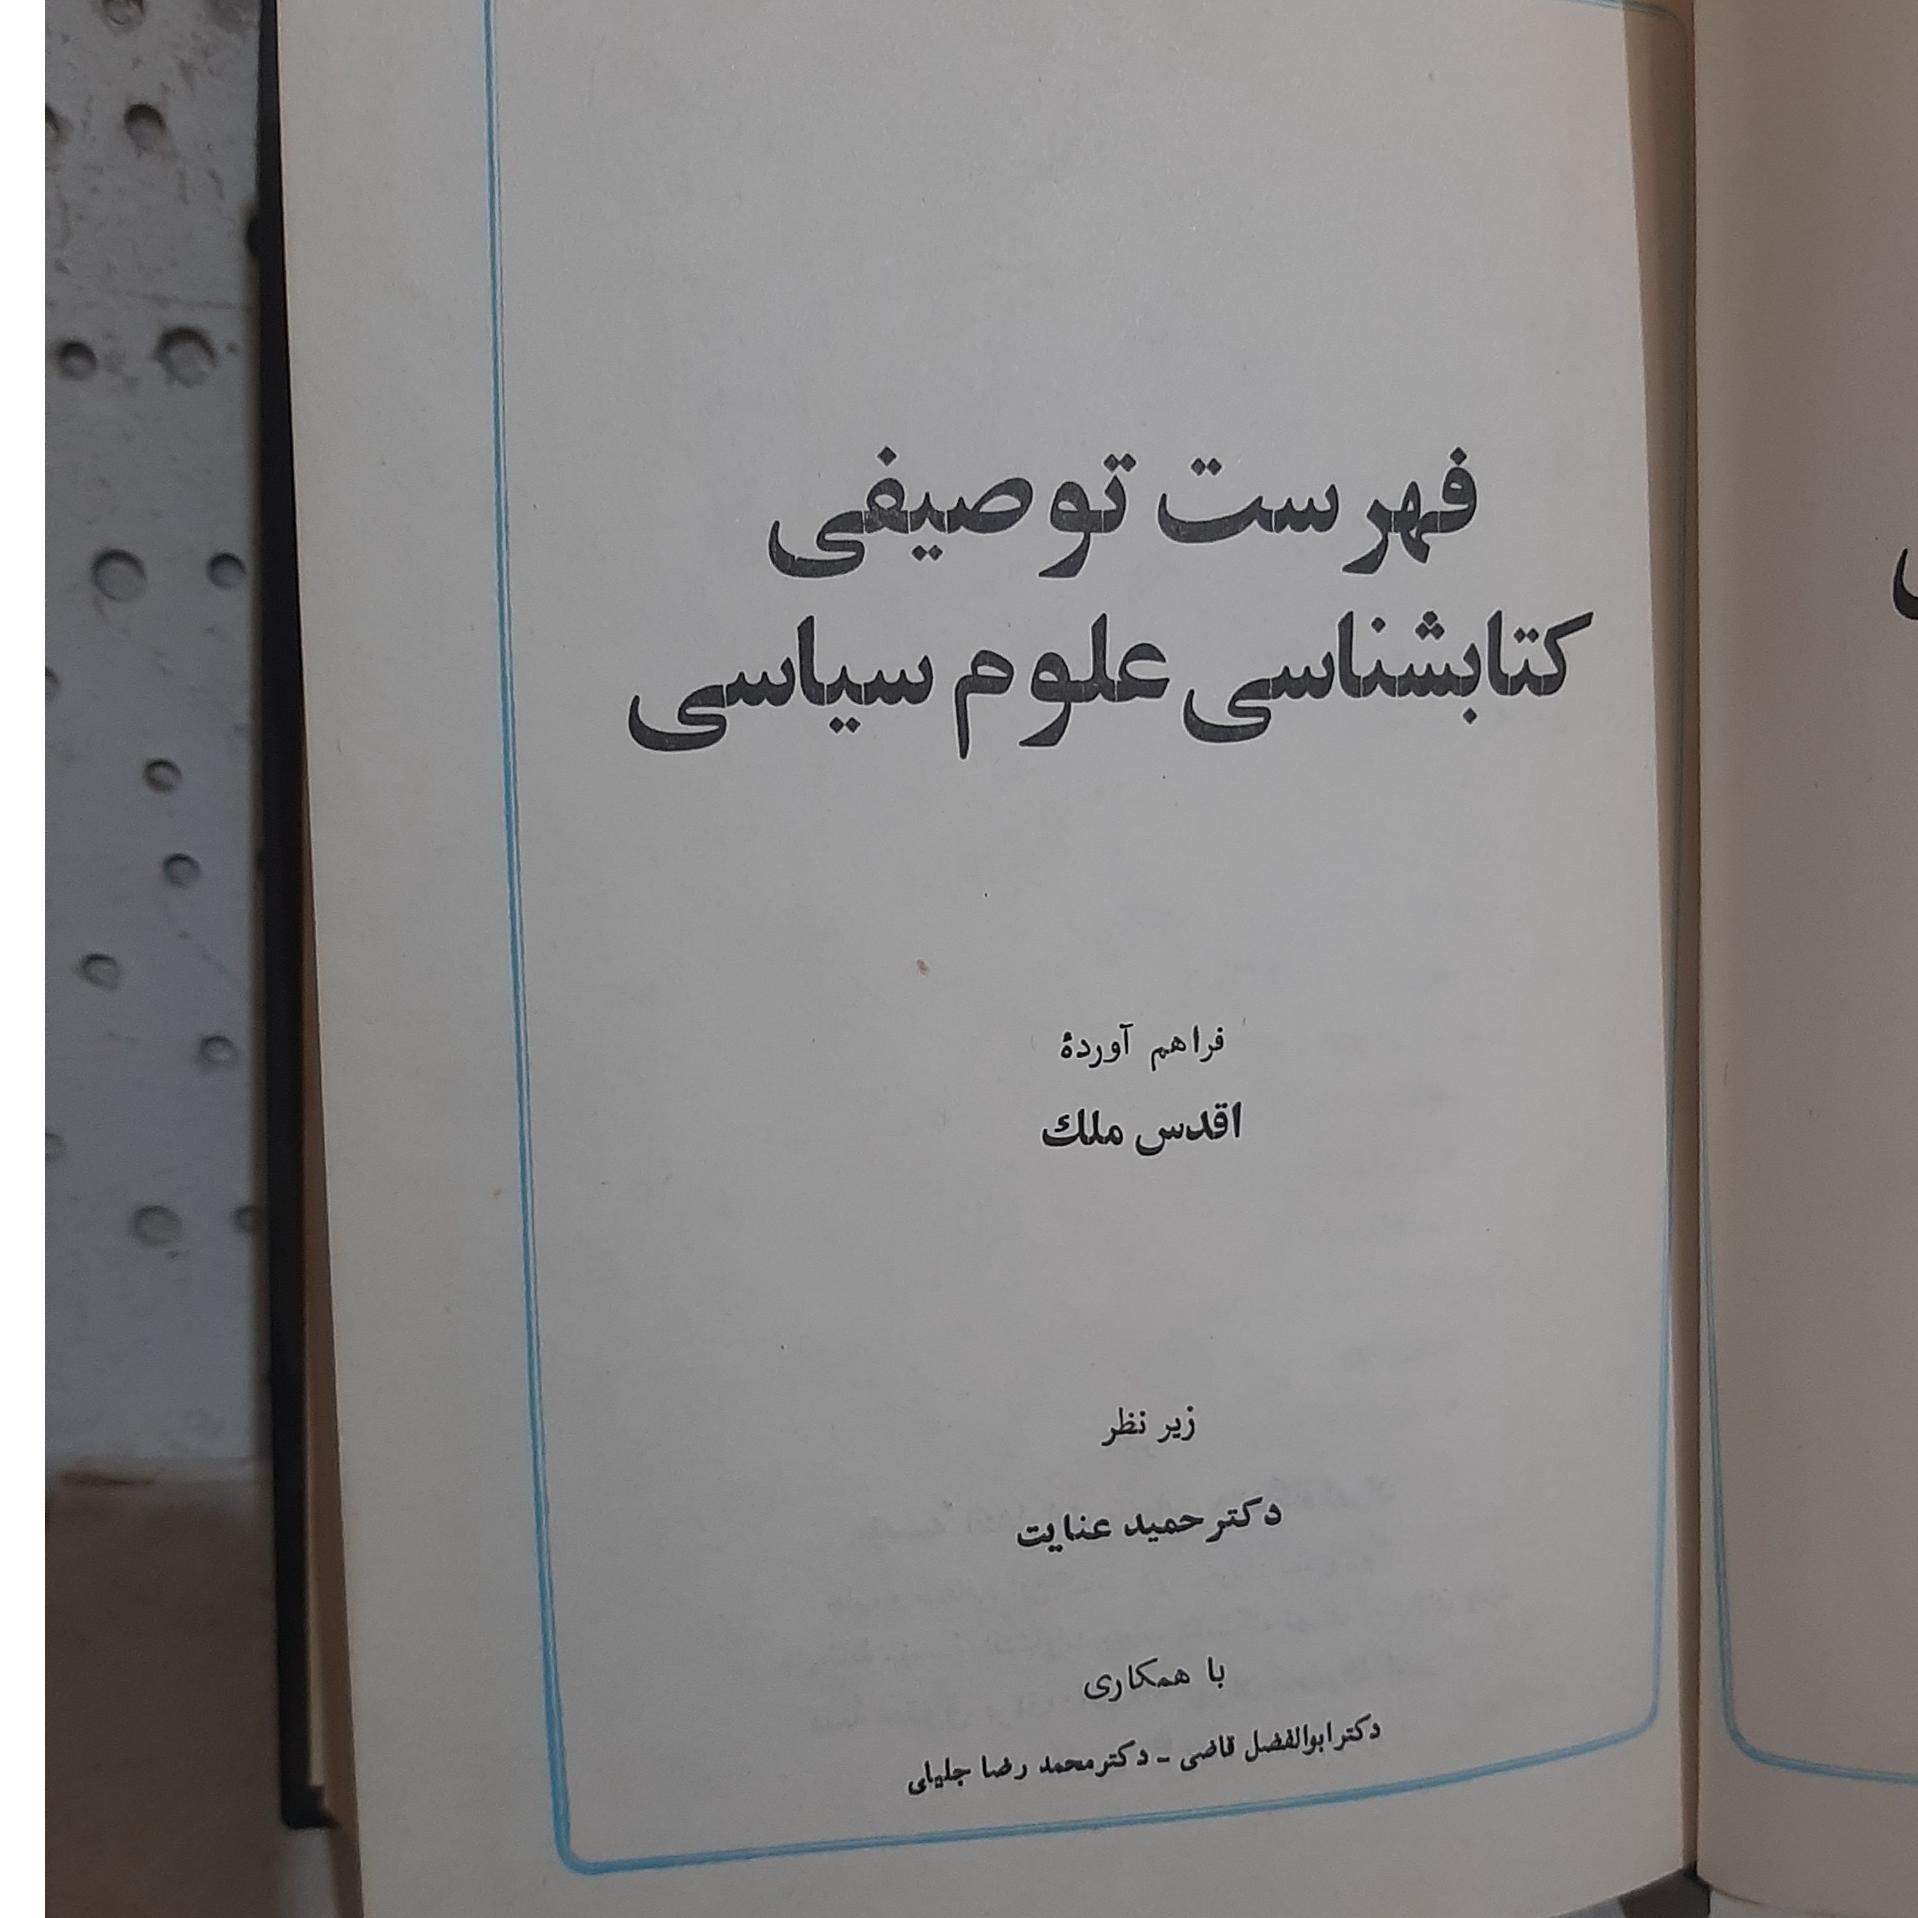 فهرست توصیفی
کتابشناسی علوم سیاسی
فراهم آوردهٔ
اقدس ملك
زیر نظر
دکتر حمید عنایت
با همکاری
دکتر ابوالفضل قاضی - دکتر محمد رضا جلیلی